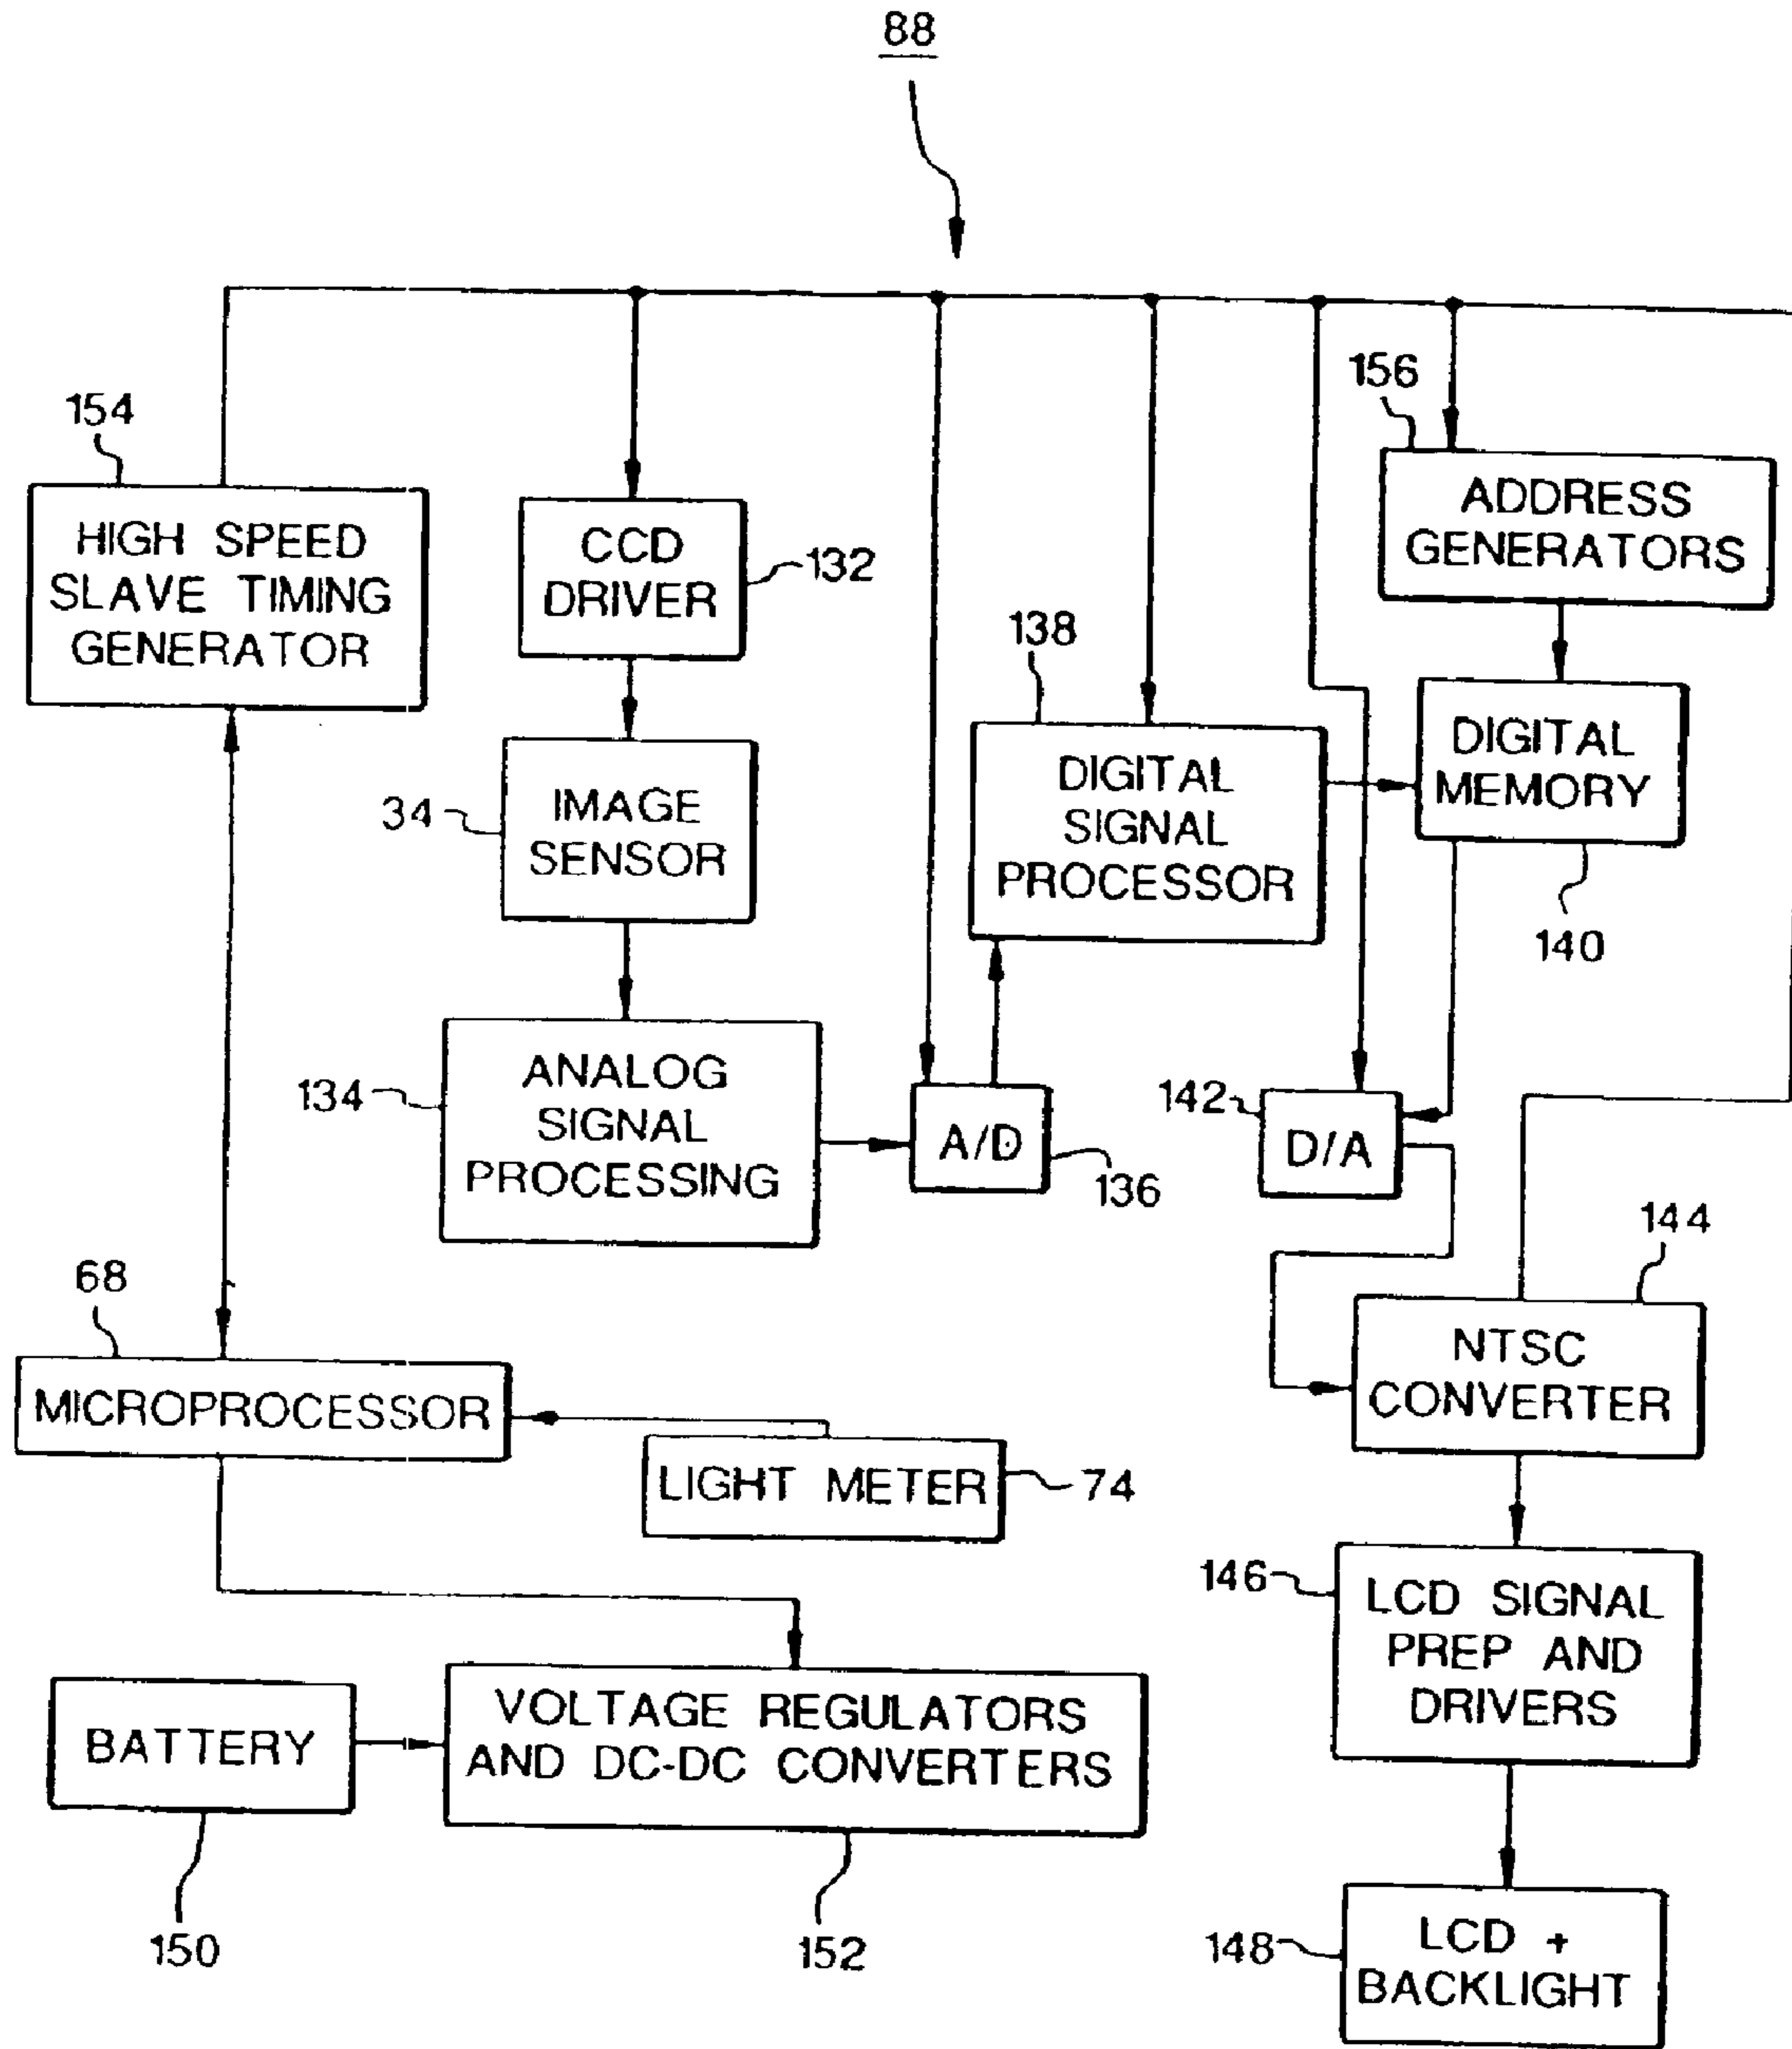 88
154
HIGH SPEED
SLAVE TIMING
GENERATOR
CCD
DRIVER
132
156
ADDRESS
GENERATORS
34
IMAGE
SENSOR
138
DIGITAL
SIGNAL
PROCESSOR
DIGITAL
MEMORY
140
134
ANALOG
SIGNAL
PROCESSING
A/D
136
142
D/A
144
NTSC
CONVERTER
68
MICROPROCESSOR
LIGHT METER
74
146
LCD SIGNAL
PREP AND
DRIVERS
BATTERY
150
VOLTAGE REGULATORS
AND DC-DC CONVERTERS
152
148
LCD +
BACKLIGHT